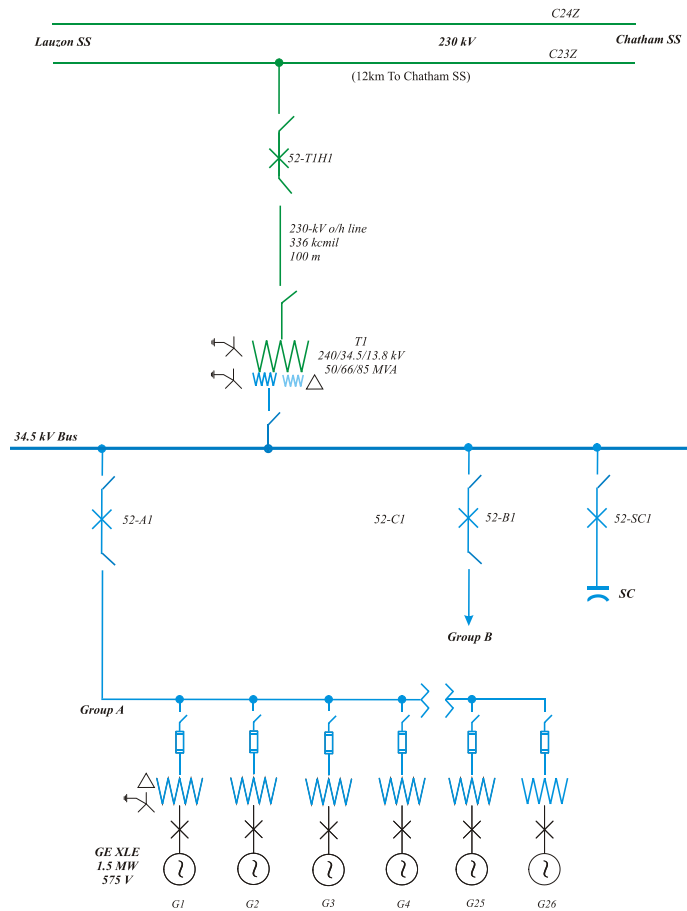 C24Z
Lauzon SS
230 kV
Chatham SS
C23Z
(12km To Chatham SS)
52-T1H1
230-kV o/h line
336 kcmil
100 m
T1
240/34.5/13.8 kV
50/66/85 MVA
34.5 kV Bus
52-A1
52-C1
52-B1
52-SC1
SC
Group B
Group A
GE XLE
1.5 MW
575 V
G1
G2
G3
G4
G25
G26